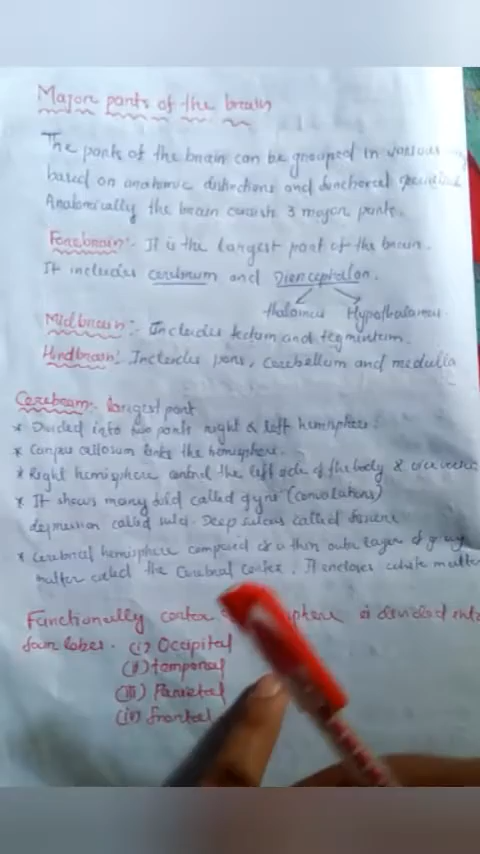 Major parts of the brain
The parts of the brain can be grouped in various
based on anatomic distinctions and functional
Anatomically the brain consists 3 major parts.
Forebrain:- It is the largest part of the brain.
It includes cerebrum and Diencephalon.
thalamus Hypothalamus.
Midbrain:- Includes tectum and tegmentum.
Hindbrain:- Includes pons, cerebellum and medulla
Cerebrum:- largest part
* Divided into two parts right & left hemisphere.
* Corpus callosum links the hemisphere.
* Right hemisphere control the left side of the body &
* It shows many called gyri (convolutions)
depression called sulci. Deep sulcus called fissure
* Cerebral hemisphere composed of a thin outer layer of gray
matter called the Cerebral cortex. It encloses white matter
Functionally cortex is divided into
four lobes. (i) Occipital
(ii) temporal
(iii) Parietal
(iv) frontal